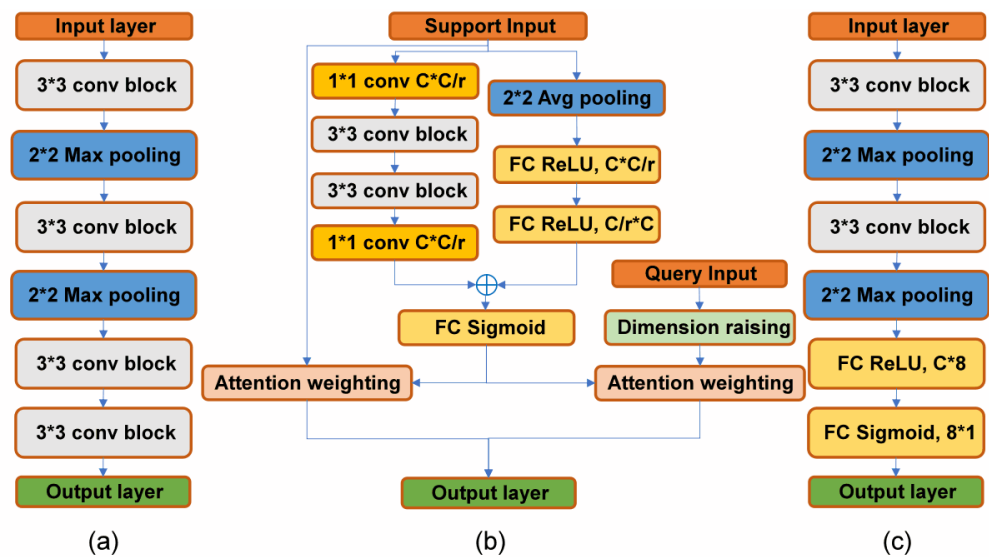 Input layer
3*3 conv block
2*2 Max pooling
3*3 conv block
2*2 Max pooling
3*3 conv block
3*3 conv block
Output layer
(a)
Support Input
1*1 conv C*C/r
3*3 conv block
3*3 conv block
1*1 conv C*C/r
2*2 Avg pooling
FC ReLU, C*C/r
FC ReLU, C/r*C
FC Sigmoid
Query Input
Dimension raising
Attention weighting
Attention weighting
Output layer
(b)
Input layer
3*3 conv block
2*2 Max pooling
3*3 conv block
2*2 Max pooling
FC ReLU, C*8
FC Sigmoid, 8*1
Output layer
(c)